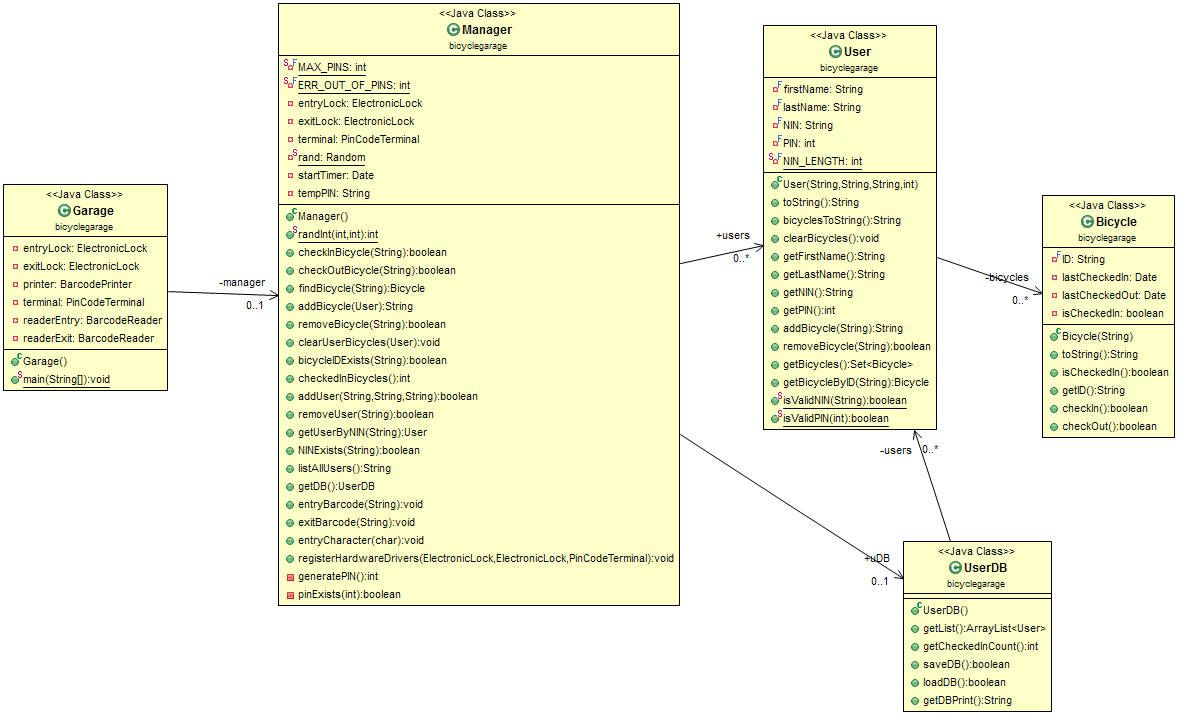 <<Java Class>>
Garage
bicyclegarage
entryLock: ElectronicLock
exitLock: ElectronicLock
printer: BarcodePrinter
terminal: PinCodeTerminal
readerEntry: BarcodeReader
readerExit: BarcodeReader
Garage()
main(String[]):void
-manager
0..1
<<Java Class>>
Manager
bicyclegarage
MAX_PINS: int
ERR_OUT_OF_PINS: int
entryLock: ElectronicLock
exitLock: ElectronicLock
terminal: PinCodeTerminal
rand: Random
startTimer: Date
tempPIN: String
Manager()
randInt(int,int):int
checkInBicycle(String):boolean
checkOutBicycle(String):boolean
findBicycle(String):Bicycle
addBicycle(User):String
removeBicycle(String):boolean
clearUserBicycles(User):void
bicycleIDExists(String):boolean
checkedInBicycles():int
addUser(String,String,String):boolean
removeUser(String):boolean
getUserByNIN(String):User
NINExists(String):boolean
listAllUsers():String
getDB():UserDB
entryBarcode(String):void
exitBarcode(String):void
entryCharacter(char):void
registerHardwareDrivers(ElectronicLock,ElectronicLock,PinCodeTerminal):void
generatePIN():int
pinExists(int):boolean
+users
0..*
<<Java Class>>
User
bicyclegarage
firstName: String
lastName: String
NIN: String
PIN: int
NIN_LENGTH: int
User(String,String,String,int)
toString():String
bicyclesToString():String
clearBicycles():void
getFirstName():String
getLastName():String
getNIN():String
getPIN():int
addBicycle(String):String
removeBicycle(String):boolean
getBicycles():Set<Bicycle>
getBicycleByID(String):Bicycle
isValidNIN(String):boolean
isValidPIN(int):boolean
-bicycles
0..*
<<Java Class>>
Bicycle
bicyclegarage
ID: String
lastCheckedIn: Date
lastCheckedOut: Date
isCheckedIn: boolean
Bicycle(String)
toString():String
isCheckedIn():boolean
getID():String
checkIn():boolean
checkOut():boolean
-users
0..*
+uDB
0..1
<<Java Class>>
UserDB
bicyclegarage
UserDB()
getList():ArrayList<User>
getCheckedInCount():int
saveDB():boolean
loadDB():boolean
getDBPrint():String